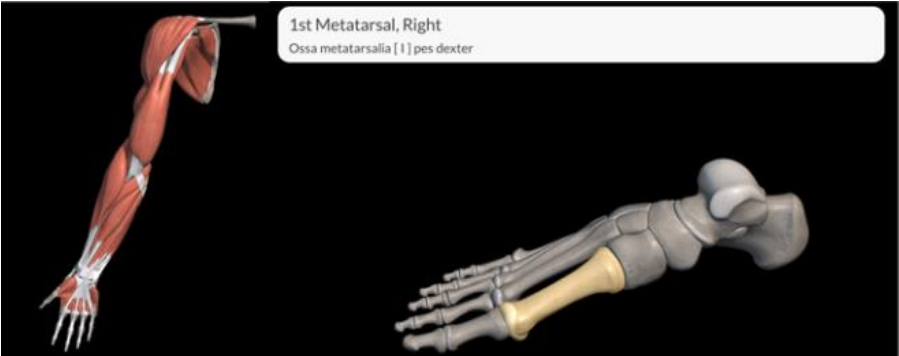 1st Metatarsal, Right
Ossa metatarsalia [ I ] pes dexter